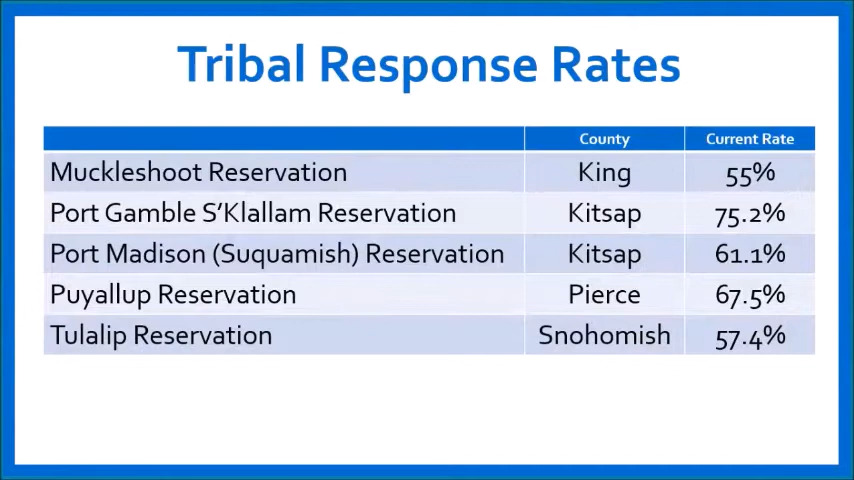 Tribal Response Rates
County Current Rate
Muckleshoot Reservation King 55%
Port Gamble S’Klallam Reservation Kitsap 75.2%
Port Madison (Suquamish) Reservation Kitsap 61.1%
Puyallup Reservation Pierce 67.5%
Tulalip Reservation Snohomish 57.4%